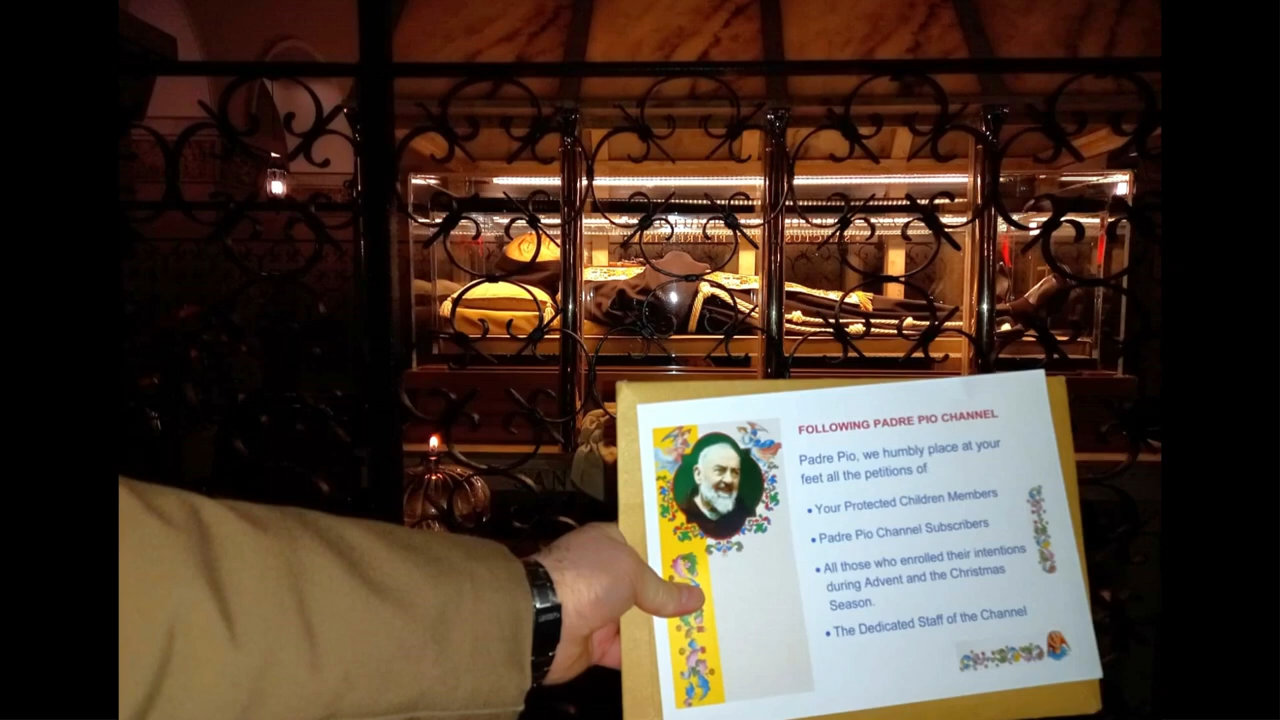 FOLLOWING PADRE PIO CHANNEL
Padre Pio, we humbly place at your
feet all the petitions of
• Your Protected Children Members
• Padre Pio Channel Subscribers
• All those who enrolled their intentions
during Advent and the Christmas
Season.
• The Dedicated Staff of the Channel